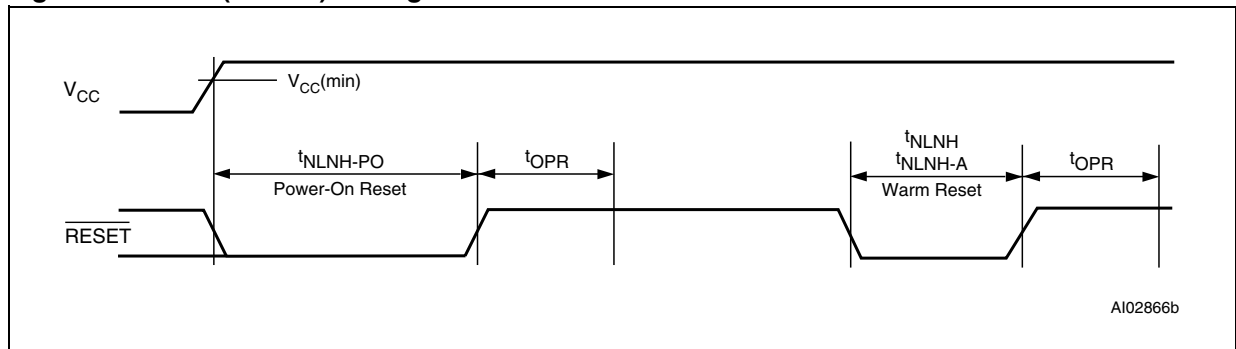 V_CC
V_CC(min)
t_NLNH-PO
Power-On Reset
t_OPR
t_NLNH
t_NLNH-A
Warm Reset
t_OPR
RESET
AI02866b